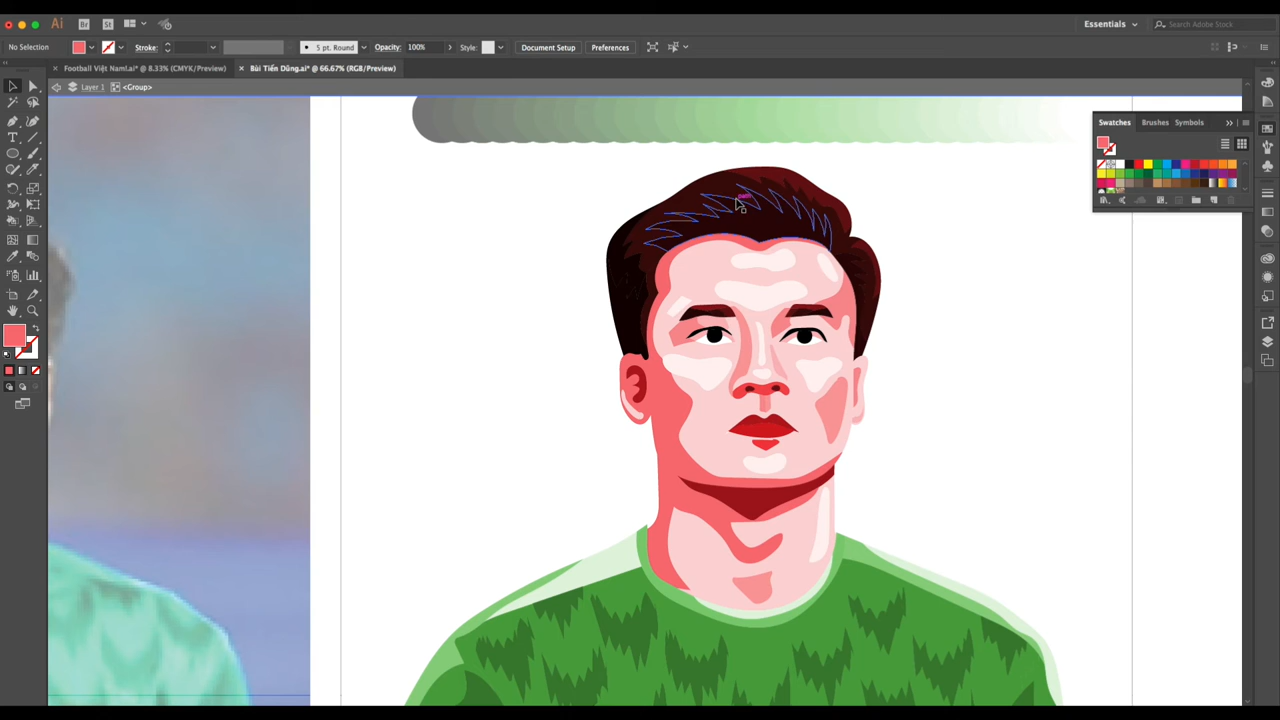 Ai Br St Essentials Search Adobe Stock
No Selection Stroke: 5 pt. Round Opacity: 100% Style: Document Setup Preferences
× Football Việt Nam!.ai* @ 8.33% (CMYK/Preview) × Bùi Tiến Dũng.ai* @ 66.67% (RGB/Preview)
Layer 1 <Group>
Swatches Brushes Symbols